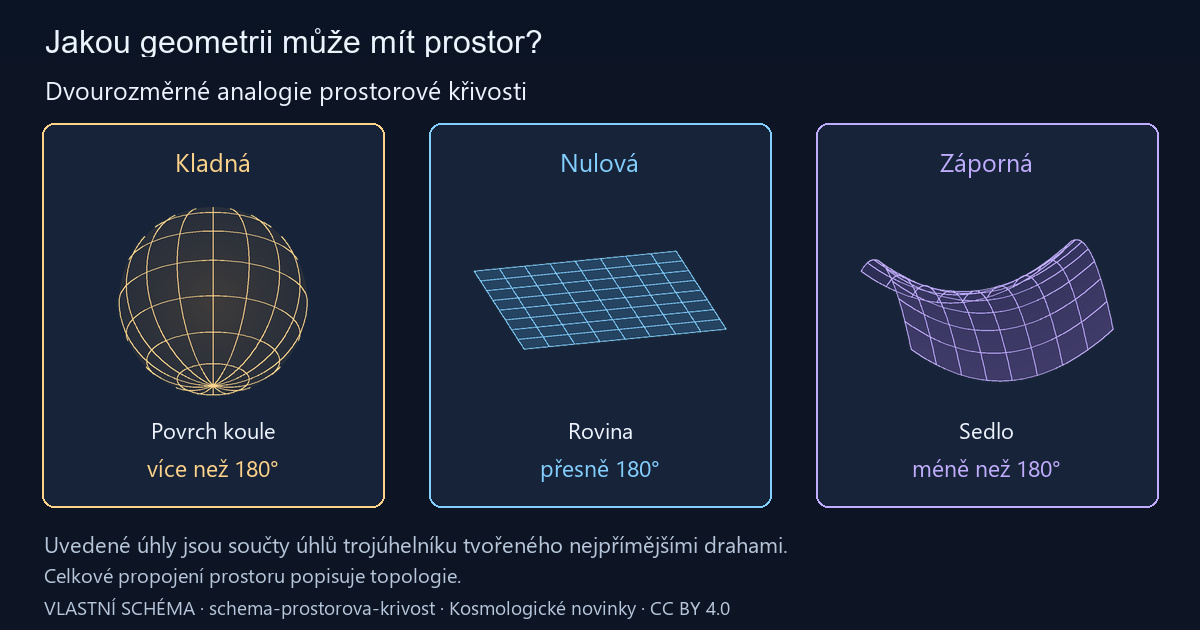 Jakou geometrii může mít prostor?
Dvourozměrné analogie prostorové křivosti
Kladná
Povrch koule
více než 180°
Nulová
Rovina
přesně 180°
Záporná
Sedlo
méně než 180°
Uvedené úhly jsou součty úhlů trojúhelníku tvořeného nejpřímějšími drahami.
Celkové propojení prostoru popisuje topologie.
VLASTNÍ SCHÉMA · schema-prostorova-krivost · Kosmologické novinky · CC BY 4.0